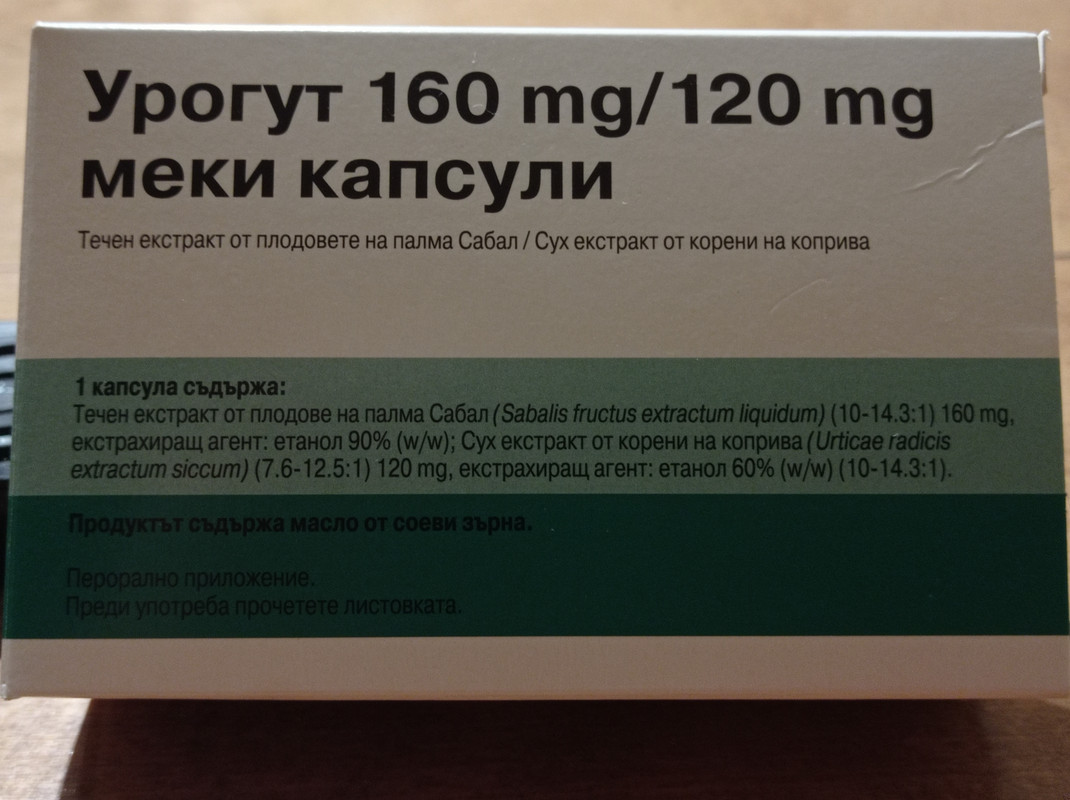 Урогут 160 mg/120 mg
меки капсули
Течен екстракт от плодовете на палма Сабал / Сух екстракт от корени на коприва
1 капсула съдържа:
Течен екстракт от плодове на палма Сабал (Sabalis fructus extractum liquidum) (10-14.3:1) 160 mg,
екстрахиращ агент: етанол 90% (w/w); Сух екстракт от корени на коприва (Urticae radicis
extractum siccum) (7.6-12.5:1) 120 mg, екстрахиращ агент: етанол 60% (w/w) (10-14.3:1).
Продуктът съдържа масло от соеви зърна.
Перорално приложение.
Преди употреба прочетете листовката.